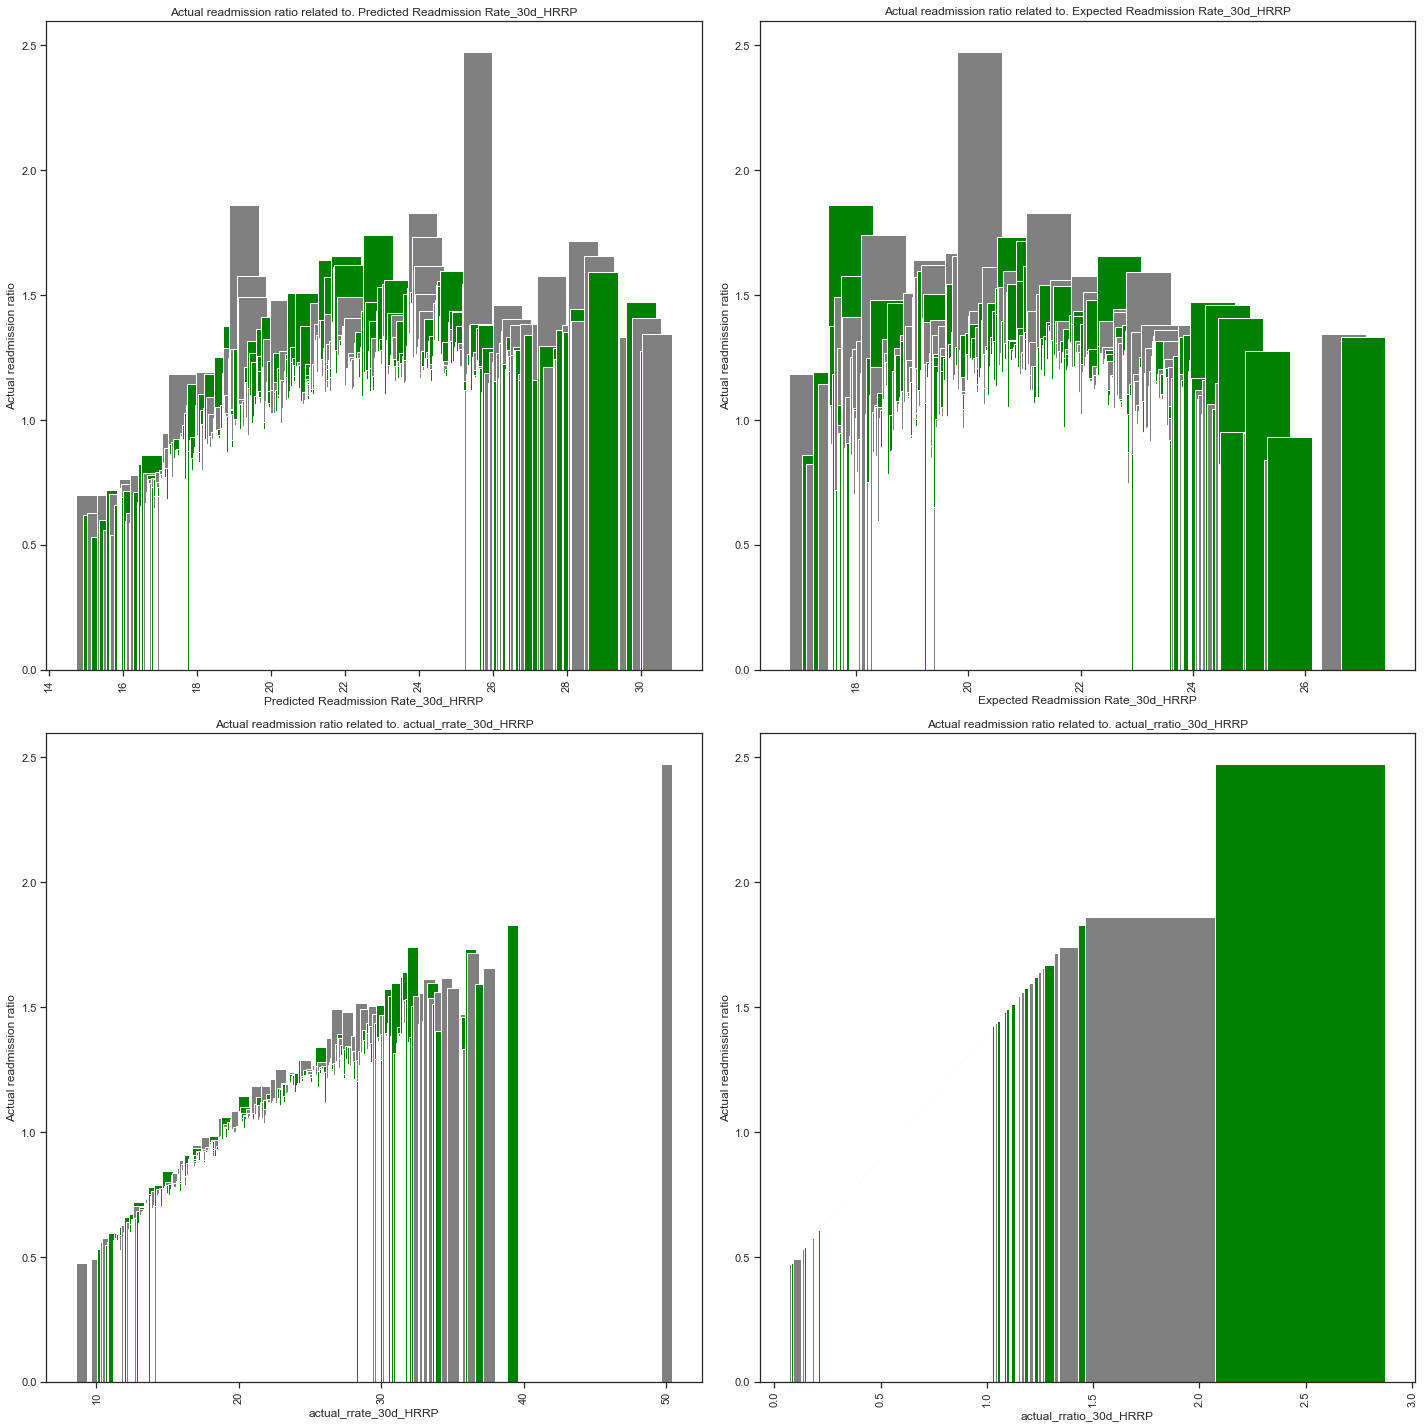 Actual readmission ratio related to. Predicted Readmission Rate_30d_HRRP
Actual readmission ratio
2.5
2.0
1.5
1.0
0.5
0.0
14 16 18 20 22 24 26 28 30
Predicted Readmission Rate_30d_HRRP
Actual readmission ratio related to. Expected Readmission Rate_30d_HRRP
Actual readmission ratio
2.5
2.0
1.5
1.0
0.5
0.0
18 20 22 24 26
Expected Readmission Rate_30d_HRRP
Actual readmission ratio related to. actual_rrate_30d_HRRP
Actual readmission ratio
2.5
2.0
1.5
1.0
0.5
0.0
10 20 30 40 50
actual_rrate_30d_HRRP
Actual readmission ratio related to. actual_rratio_30d_HRRP
Actual readmission ratio
2.5
2.0
1.5
1.0
0.5
0.0
0.0 0.5 1.0 1.5 2.0 2.5 3.0
actual_rratio_30d_HRRP